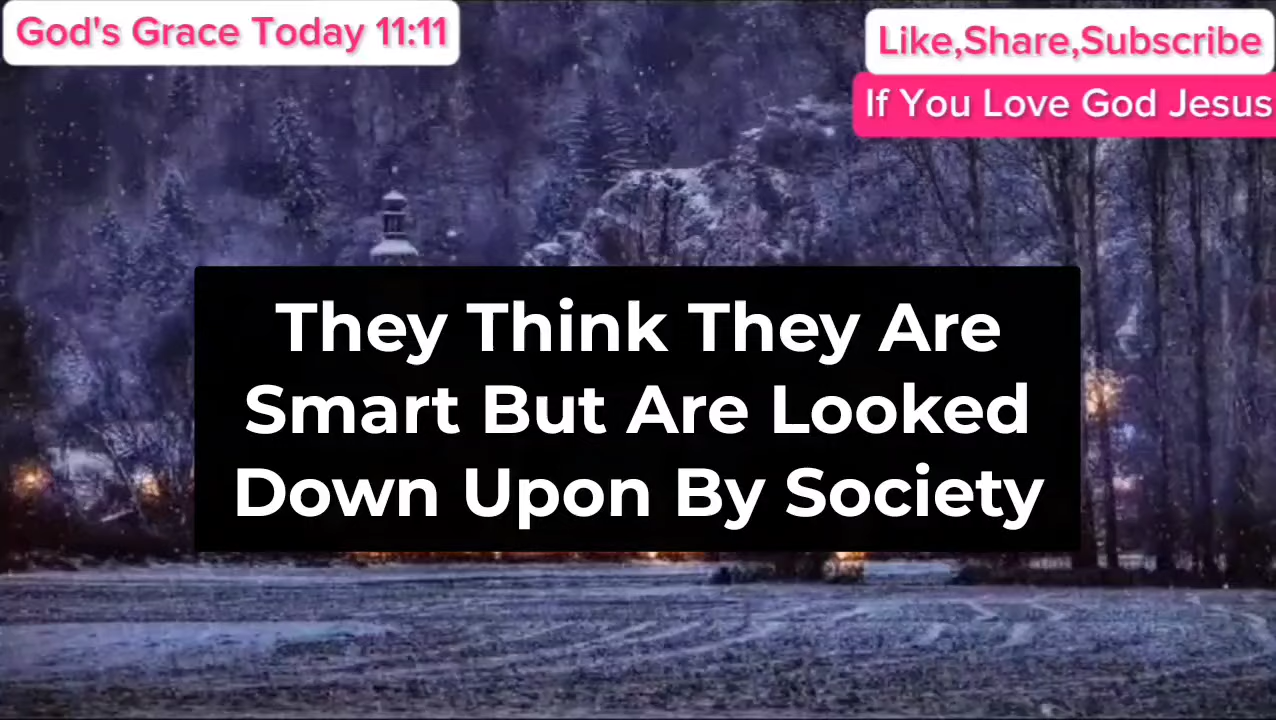 God's Grace Today 11:11
Like,Share,Subscribe
If You Love God Jesus
They Think They Are
Smart But Are Looked
Down Upon By Society